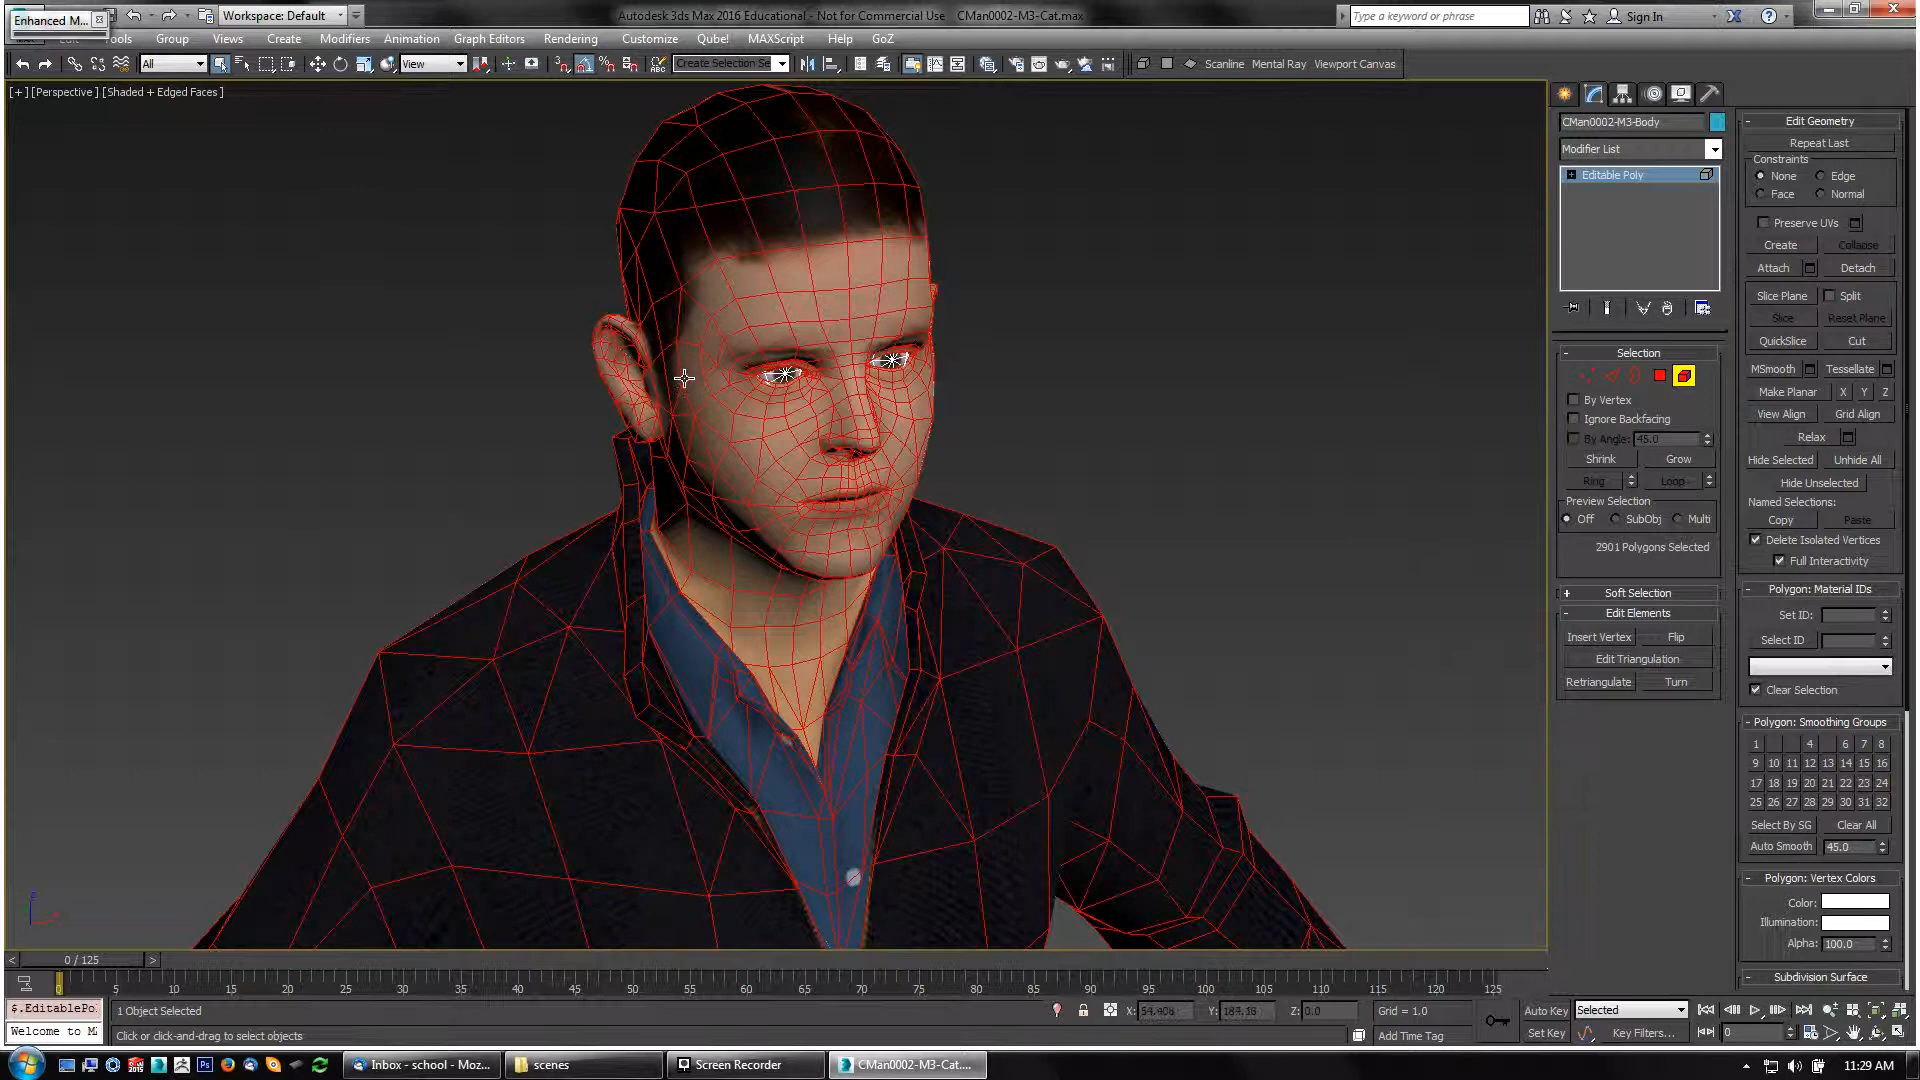 Enhanced M...
Workspace: Default
Autodesk 3ds Max 2016 Educational - Not for Commercial Use CMan0002-M3-Cat.max
Type a keyword or phrase
Sign In
Tools Group Views Create Modifiers Animation Graph Editors Rendering Customize Qube! MAXScript Help GoZ
All
View
Create Selection Se
Scanline Mental Ray Viewport Canvas
[+] [Perspective] [Shaded + Edged Faces]
CMan0002-M3-Body
Modifier List
Editable Poly
Selection
By Vertex
Ignore Backfacing
By Angle: 45.0
Shrink Grow
Ring Loop
Preview Selection
Off SubObj Multi
2901 Polygons Selected
Soft Selection
Edit Elements
Insert Vertex Flip
Edit Triangulation
Retriangulate Turn
Edit Geometry
Repeat Last
Constraints
None Edge
Face Normal
Preserve UVs
Create Collapse
Attach Detach
Slice Plane Split
Slice Reset Plane
QuickSlice Cut
MSmooth Tessellate
Make Planar X Y Z
View Align Grid Align
Relax
Hide Selected Unhide All
Hide Unselected
Named Selections:
Copy Paste
Delete Isolated Vertices
Full Interactivity
Polygon: Material IDs
Set ID:
Select ID
Clear Selection
Polygon: Smoothing Groups
1 4 6 7 8
9 10 11 12 13 14 15 16
17 18 19 20 21 22 23 24
25 26 27 28 29 30 31 32
Select By SG Clear All
Auto Smooth 45.0
Polygon: Vertex Colors
Color:
Illumination:
Alpha: 100.0
Subdivision Surface
< 0 / 125 >
0 5 10 15 20 25 30 35 40 45 50 55 60 65 70 75 80 85 90 95 100 105 110 115 120 125
$.EditablePo
1 Object Selected
X: 54.408 Y: 184.18 Z: 0.0
Grid = 1.0
Auto Key Selected
Welcome to M
Click or click-and-drag to select objects
Add Time Tag
Set Key Key Filters...
0
Inbox - school - Moz...
scenes
Screen Recorder
CMan0002-M3-Cat....
11:29 AM